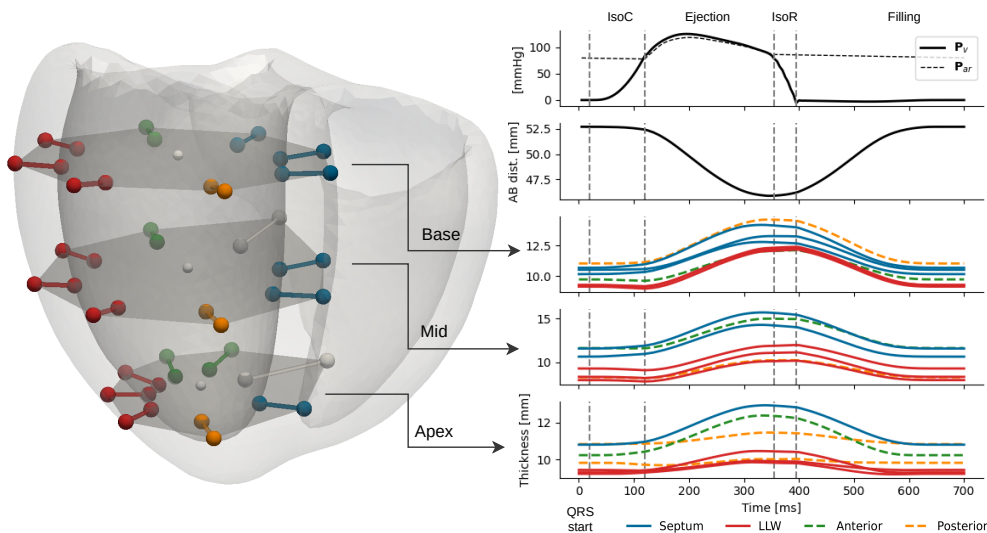 IsoC Ejection IsoR Filling
[mmHg]
100
50
0
P_v
P_ar
AB dist. [mm]
52.5
50.0
47.5
Base
12.5
10.0
Mid
15
10
Apex
Thickness [mm]
12
10
0 100 200 300 400 500 600 700
Time [ms]
QRS
start
Septum LLW Anterior Posterior